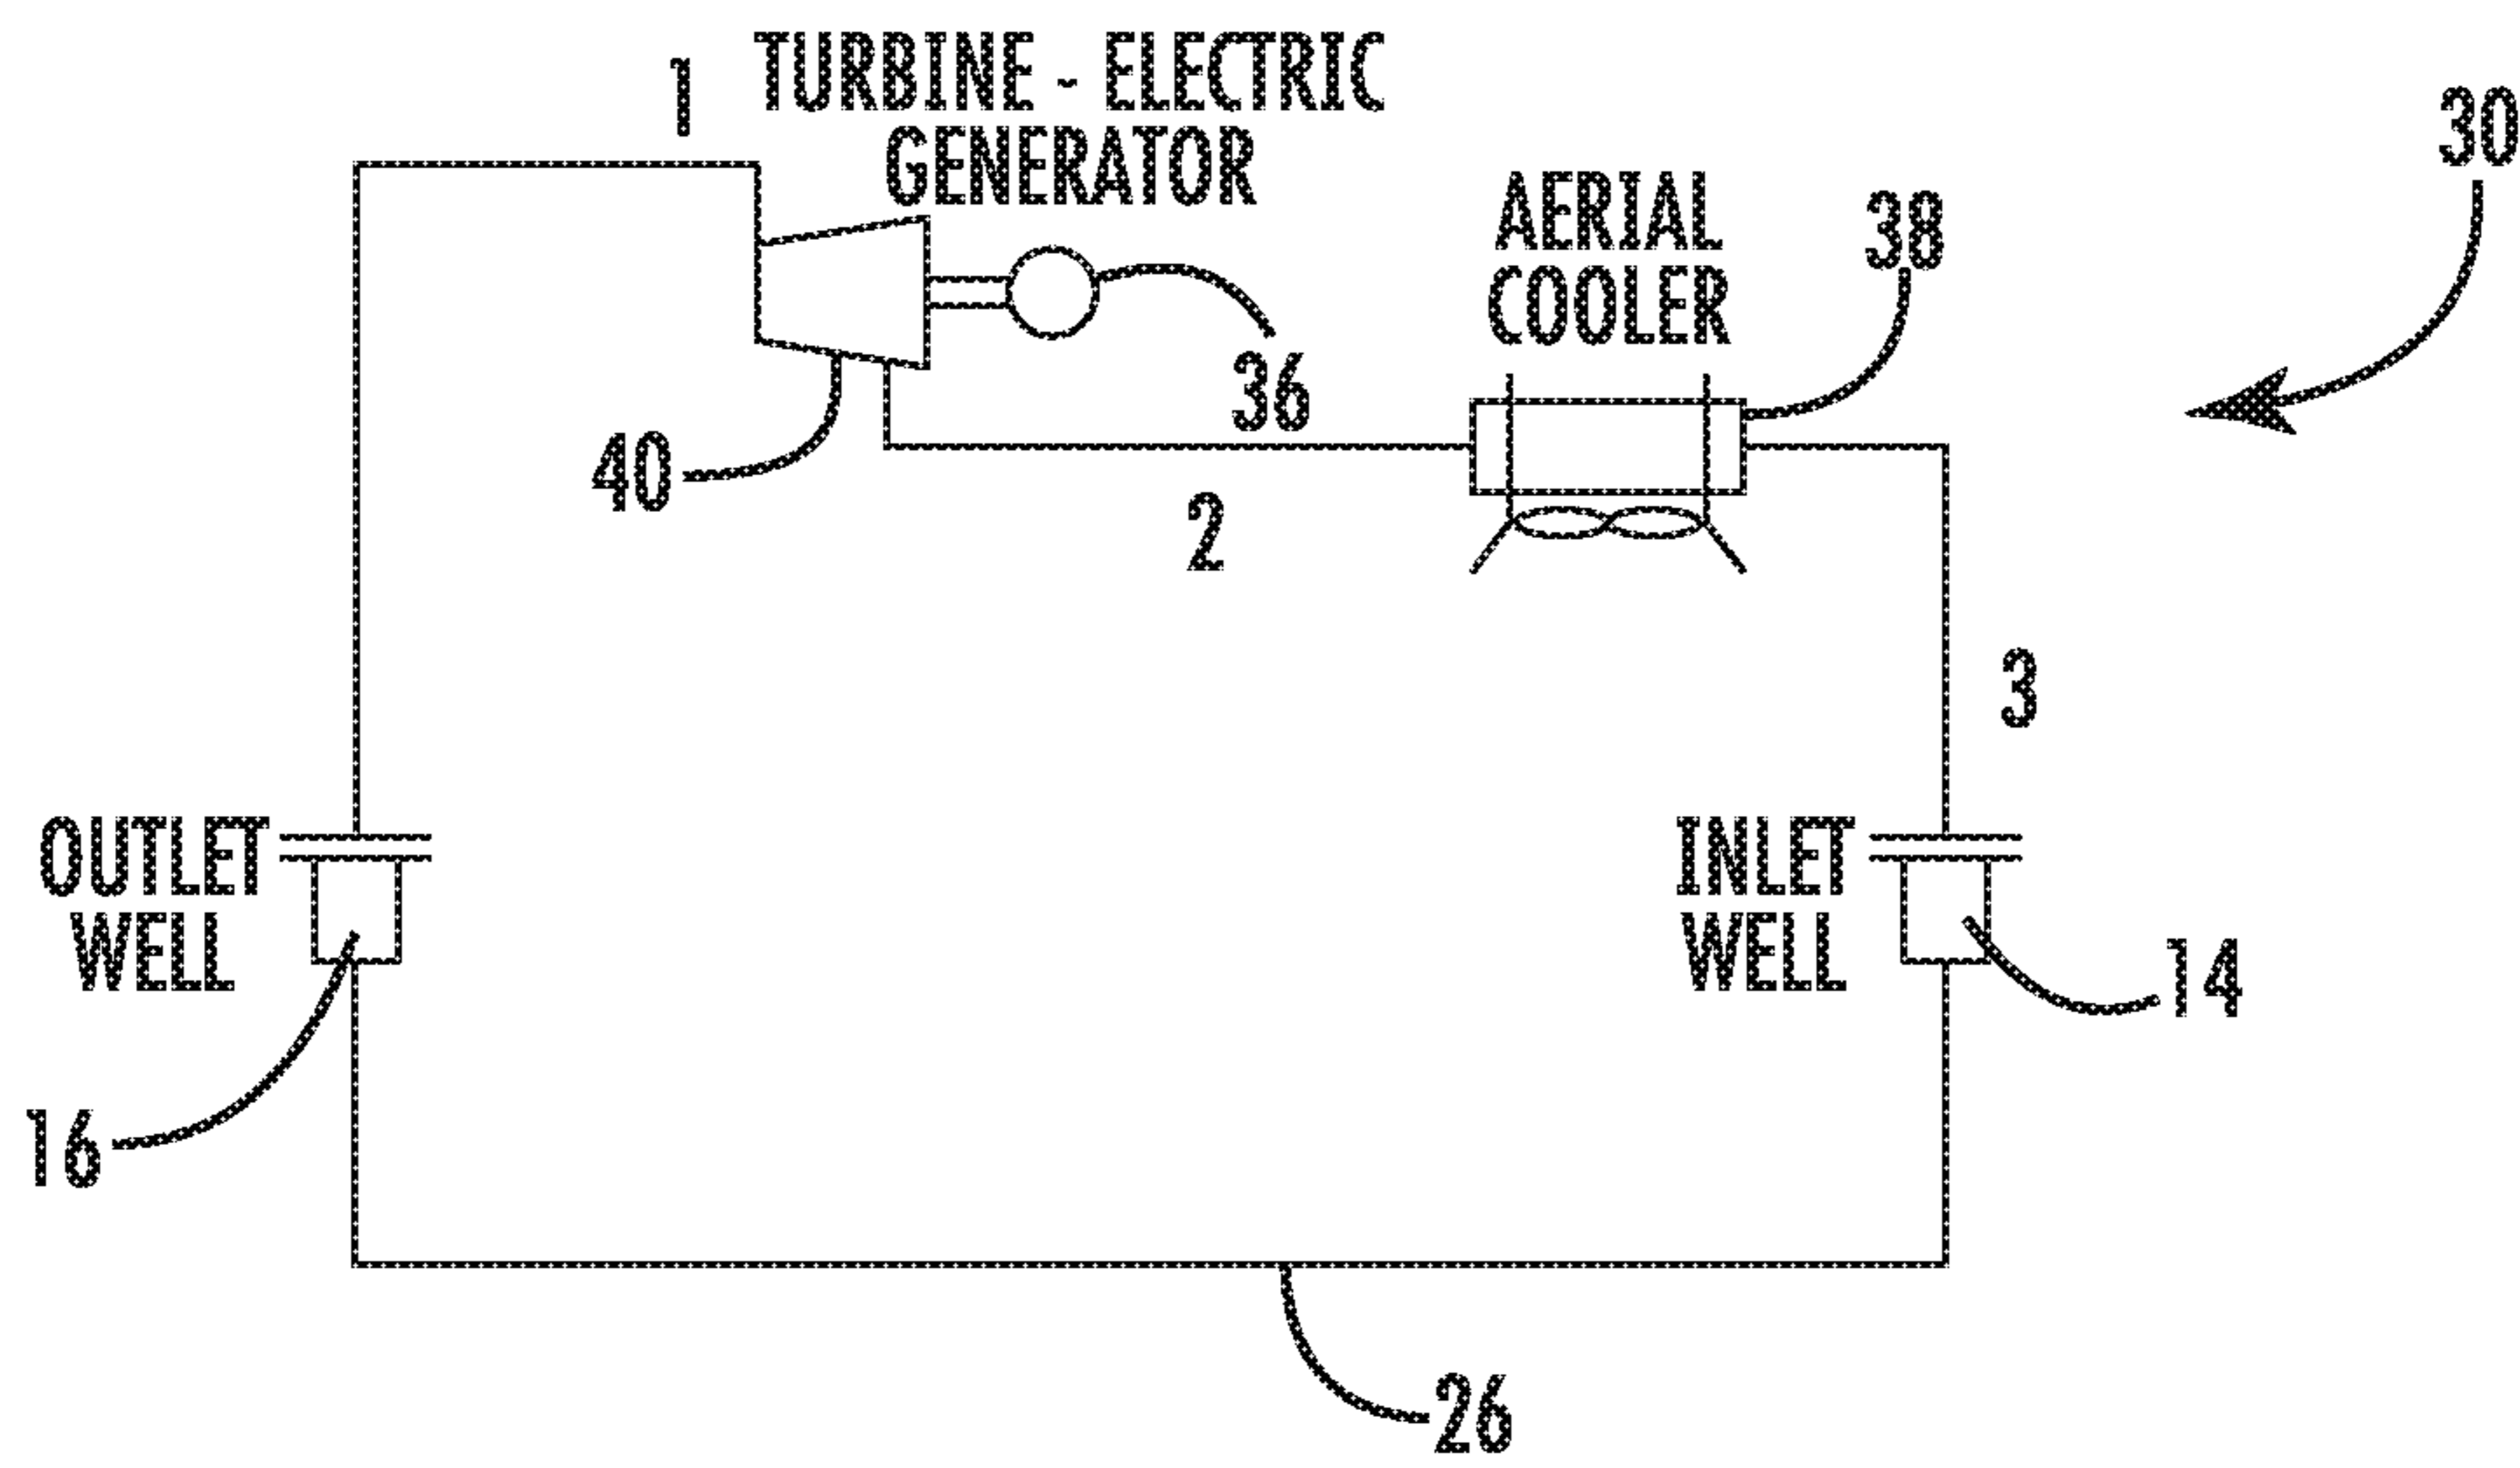 1
TURBINE - ELECTRIC
GENERATOR
30
AERIAL
COOLER
38
36
40
2
3
OUTLET
WELL
INLET
WELL
14
16
26